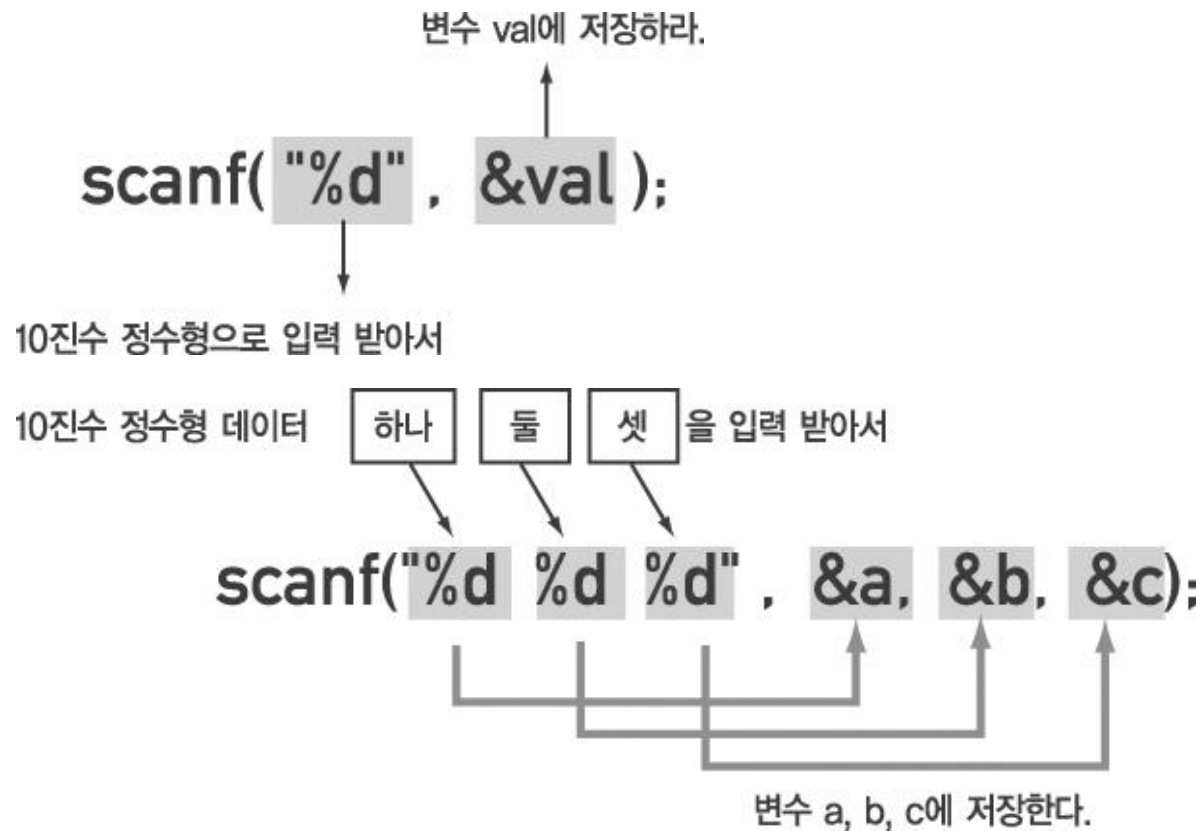 변수 val에 저장하라.
scanf( "%d" , &val );
10진수 정수형으로 입력 받아서
10진수 정수형 데이터 하나 둘 셋 을 입력 받아서
scanf("%d %d %d" , &a, &b, &c);
변수 a, b, c에 저장한다.